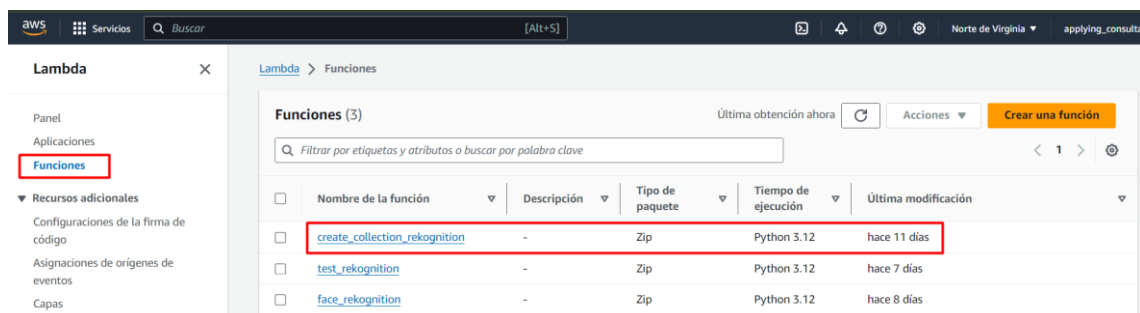 aws Servicios Buscar [Alt+S] Norte de Virginia applying_consulta
Lambda
Lambda > Funciones
Panel
Aplicaciones
Funciones
Recursos adicionales
Configuraciones de la firma de
código
Asignaciones de orígenes de
eventos
Capas
Funciones (3)
Última obtención ahora
Acciones
Crear una función
Filtrar por etiquetas y atributos o buscar por palabra clave
1
Nombre de la función Descripción Tipo de
paquete Tiempo de
ejecución Última modificación
create_collection_rekognition - Zip Python 3.12 hace 11 días
test_rekognition - Zip Python 3.12 hace 7 días
face_rekognition - Zip Python 3.12 hace 8 días